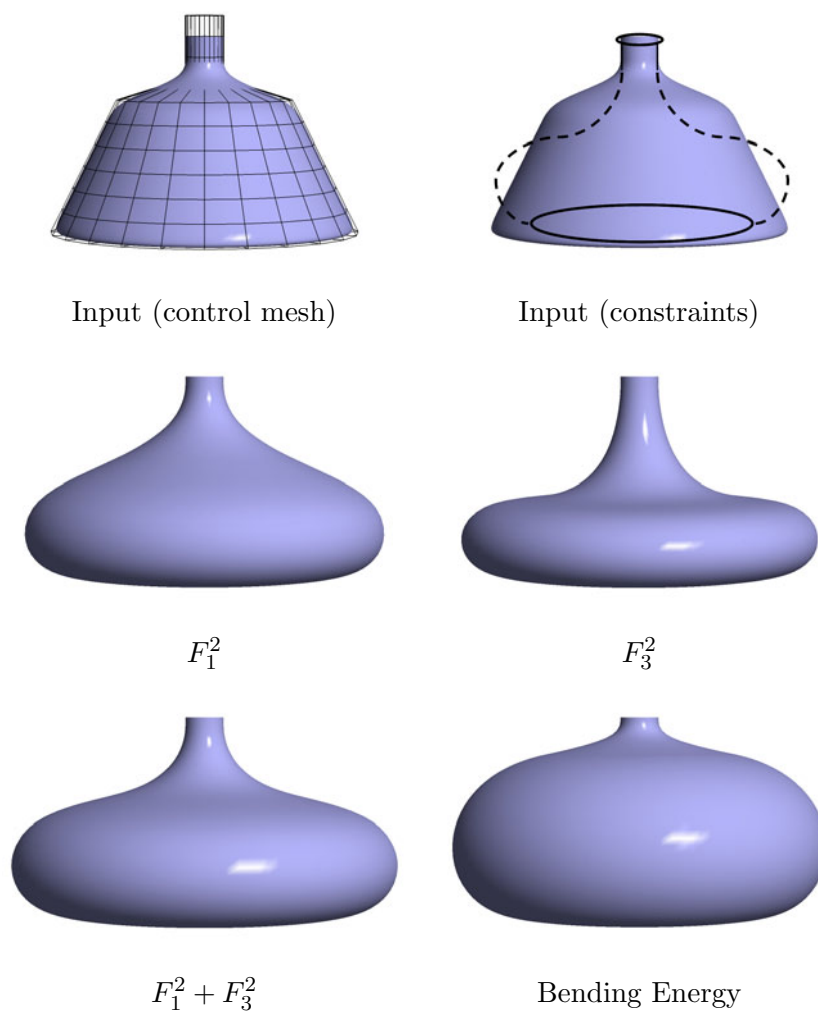 Input (control mesh)
Input (constraints)
$F_1^2$
$F_3^2$
$F_1^2 + F_3^2$
Bending Energy